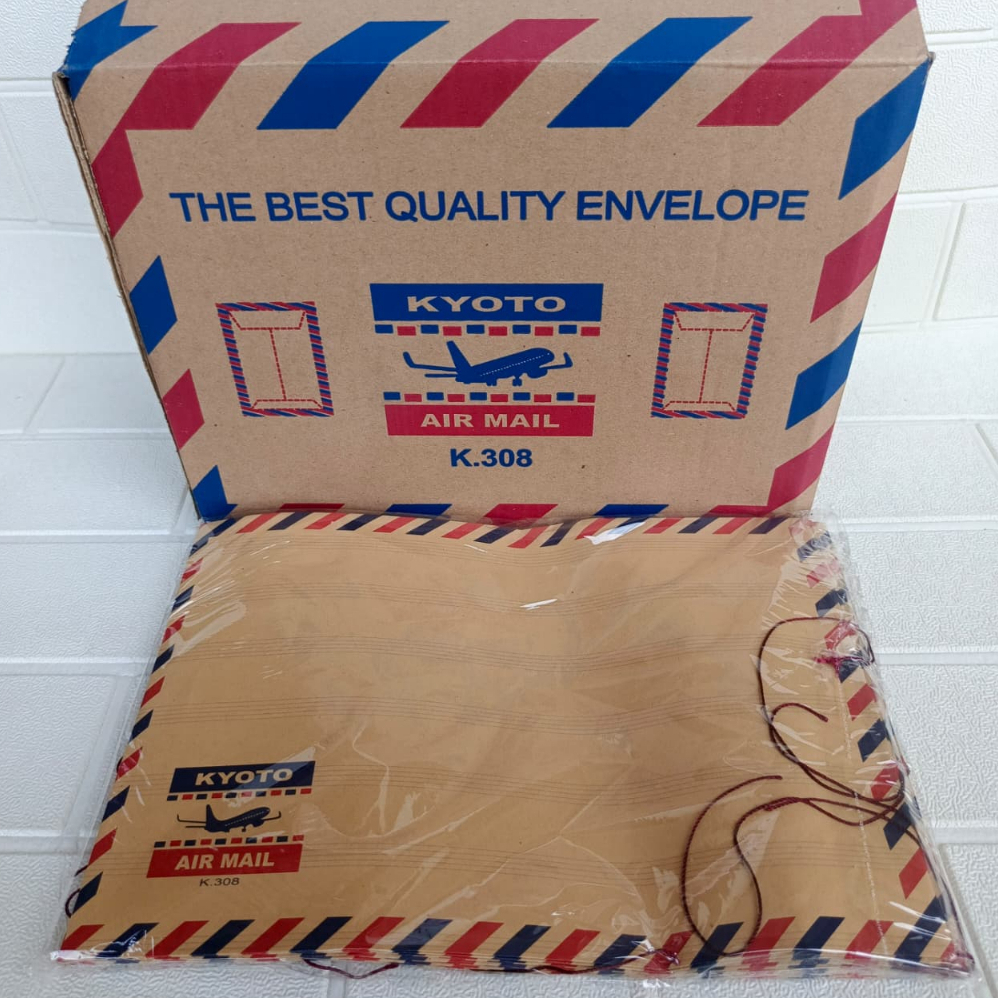 THE BEST QUALITY ENVELOPE
KYOTO
AIR MAIL
K.308
KYOTO
AIR MAIL
K.308